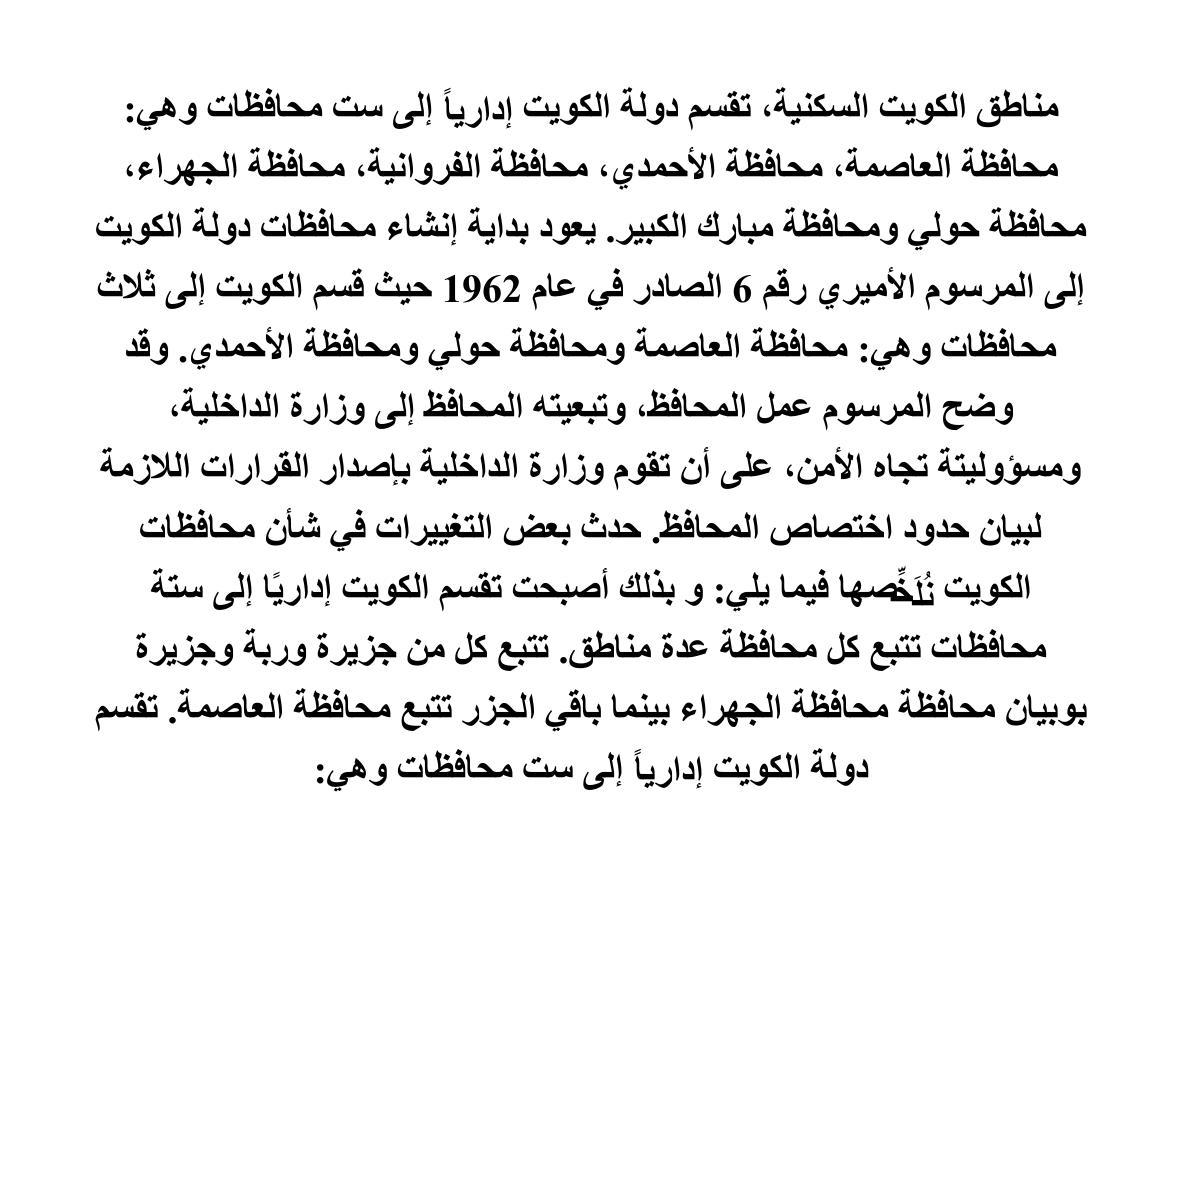 مناطق الكويت السكنية، تقسم دولة الكويت إدارياً إلى ست محافظات وهي:
محافظة العاصمة، محافظة الأحمدي، محافظة الفروانية، محافظة الجهراء،
محافظة حولي ومحافظة مبارك الكبير. يعود بداية إنشاء محافظات دولة الكويت
إلى المرسوم الأميري رقم 6 الصادر في عام 1962 حيث قسم الكويت إلى ثلاث
محافظات وهي: محافظة العاصمة ومحافظة حولي ومحافظة الأحمدي. وقد
وضح المرسوم عمل المحافظ، وتبعيته المحافظ إلى وزارة الداخلية،
ومسؤوليتة تجاه الأمن، على أن تقوم وزارة الداخلية بإصدار القرارات اللازمة
لبيان حدود اختصاص المحافظ. حدث بعض التغييرات في شأن محافظات
الكويت نُلَخِّصها فيما يلي: و بذلك أصبحت تقسم الكويت إداريًا إلى ستة
محافظات تتبع كل محافظة عدة مناطق. تتبع كل من جزيرة وربة وجزيرة
بوبيان محافظة محافظة الجهراء بينما باقي الجزر تتبع محافظة العاصمة. تقسم
دولة الكويت إدارياً إلى ست محافظات وهي: